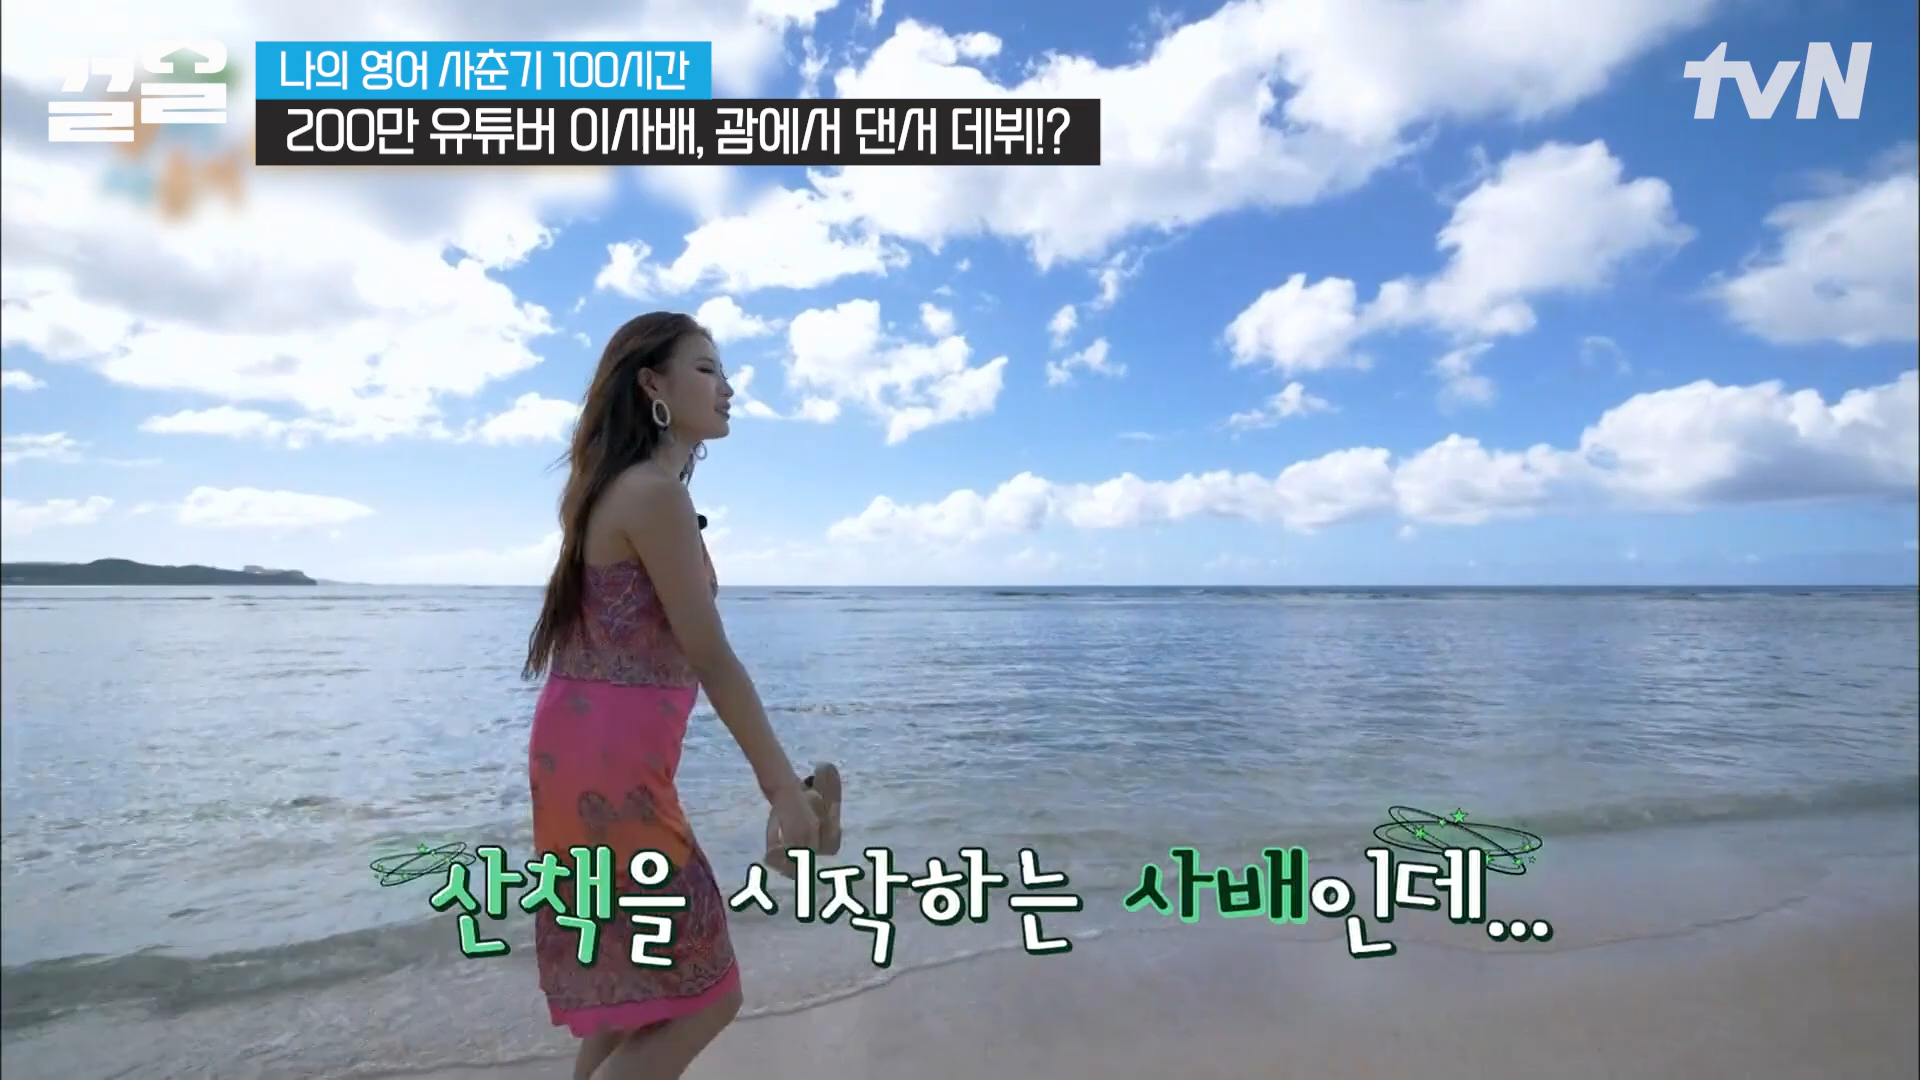 끌올
나의 영어 사춘기 100시간
tvN
200만 유튜버 이사배, 괌에서 댄서 데뷔!?
산책을 시작하는 사배인데...